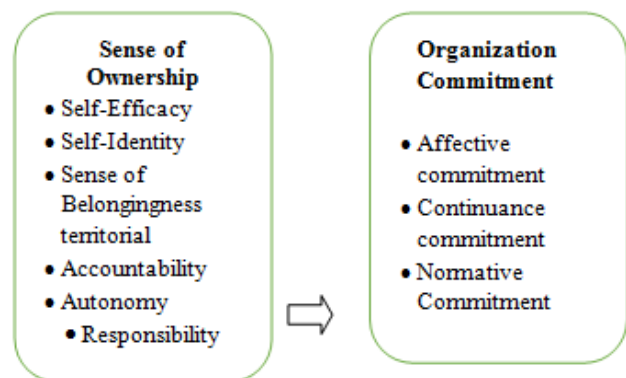 Sense of
Ownership
• Self-Efficacy
• Self-Identity
• Sense of
Belongingness
territorial
• Accountability
• Autonomy
• Responsibility
Organization
Commitment
• Affective
commitment
• Continuance
commitment
• Normative
Commitment